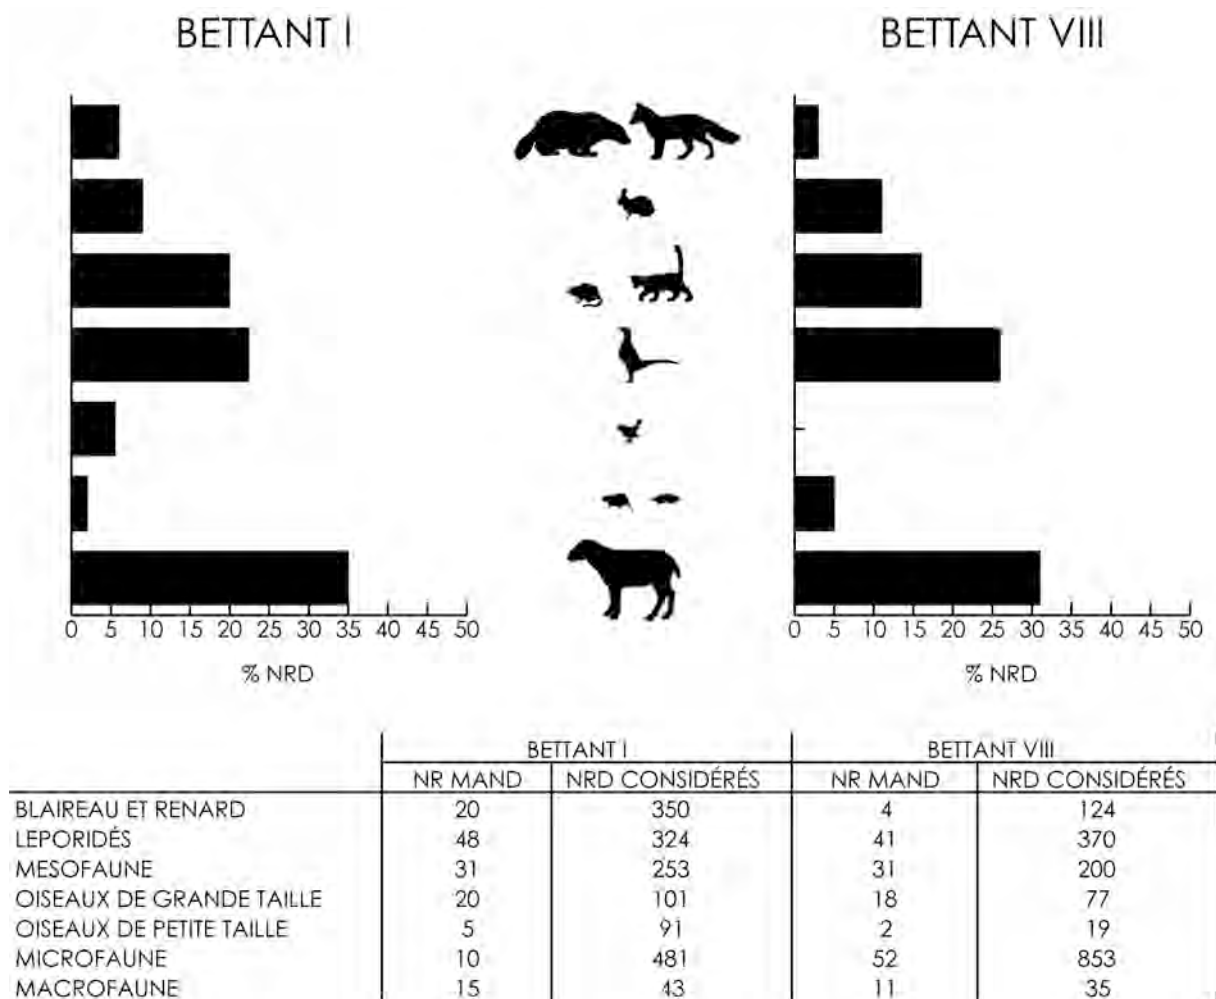 BETTANT I
BETTANT VIII
0 5 10 15 20 25 30 35 40 45 50
% NRD
0 5 10 15 20 25 30 35 40 45 50
% NRD
BETTANT I BETTANT VIII
NR MAND NRD CONSIDÉRÉS NR MAND NRD CONSIDÉRÉS
BLAIREAU ET RENARD 20 350 4 124
LEPORIDÉS 48 324 41 370
MESOFAUNE 31 253 31 200
OISEAUX DE GRANDE TAILLE 20 101 18 77
OISEAUX DE PETITE TAILLE 5 91 2 19
MICROFAUNE 10 481 52 853
MACROFAUNE 15 43 11 35